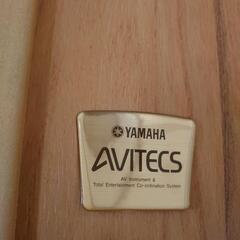 YAMAHA
AVITECS
AV Instrument &
Total Entertainment Co-ordination System